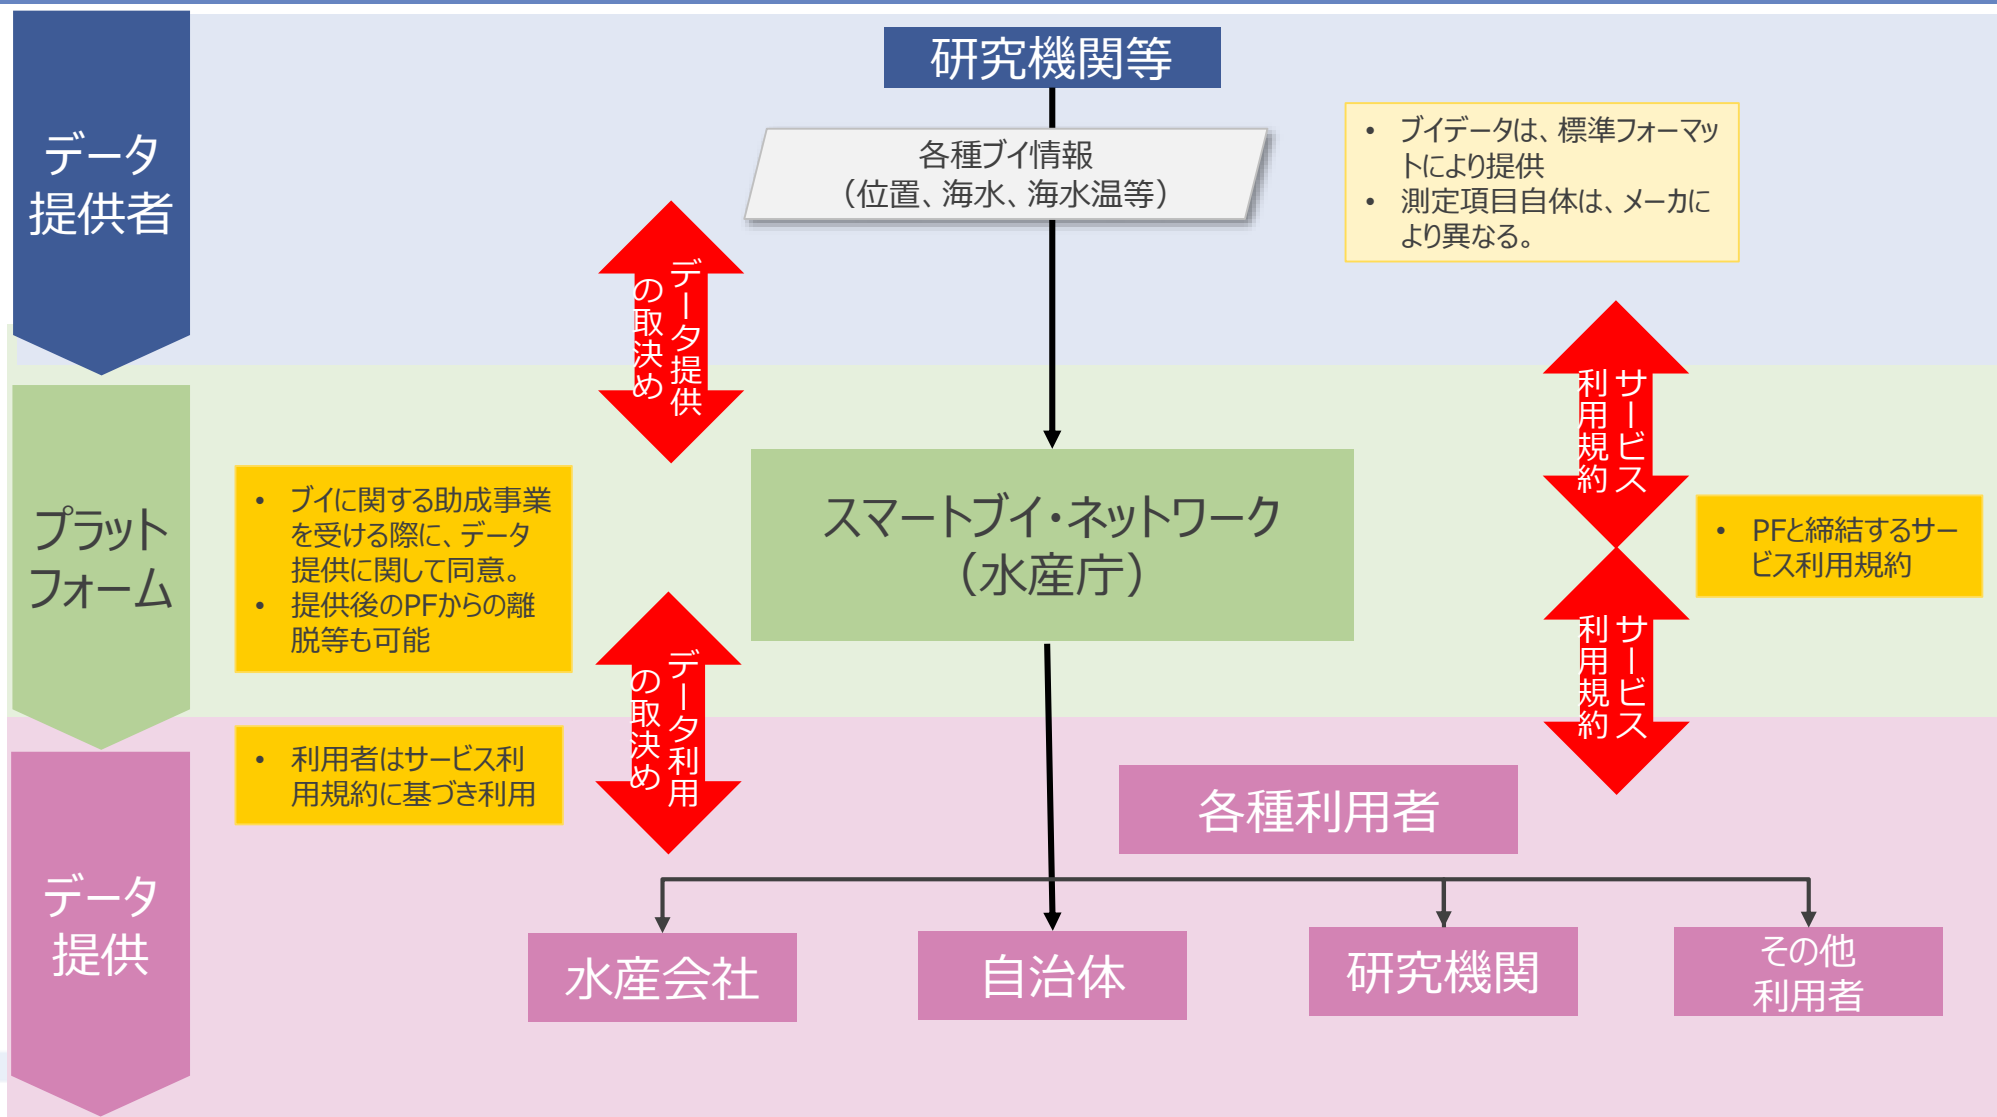 研究機関等
データ
提供者
各種ブイ情報
（位置、海水、海水温等）
• ブイデータは、標準フォーマッ
トにより提供
• 測定項目自体は、メーカに
より異なる。
データ提供
の取決め
サービス
利用規約
プラット
フォーム
• ブイに関する助成事業
を受ける際に、データ
提供に関して同意。
• 提供後のPFからの離
脱等も可能
スマートブイ・ネットワーク
（水産庁）
• PFと締結するサー
ビス利用規約
データ利用
の取決め
サービス
利用規約
• 利用者はサービス利
用規約に基づき利用
各種利用者
データ
提供
水産会社
自治体
研究機関
その他
利用者